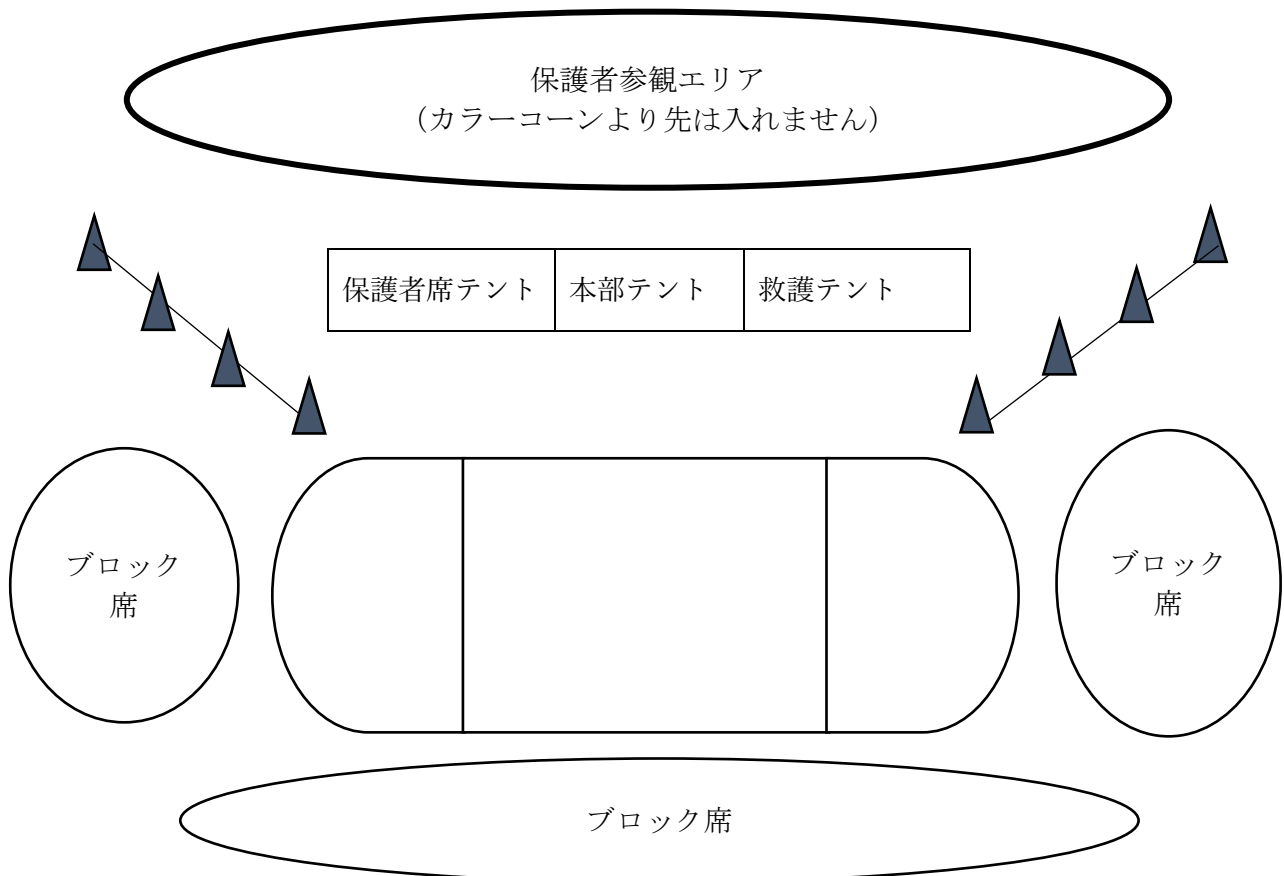 保護者参観エリア
（カラーコーンより先は入れません）
保護者席テント
本部テント
救護テント
ブロック
席
ブロック
席
ブロック席